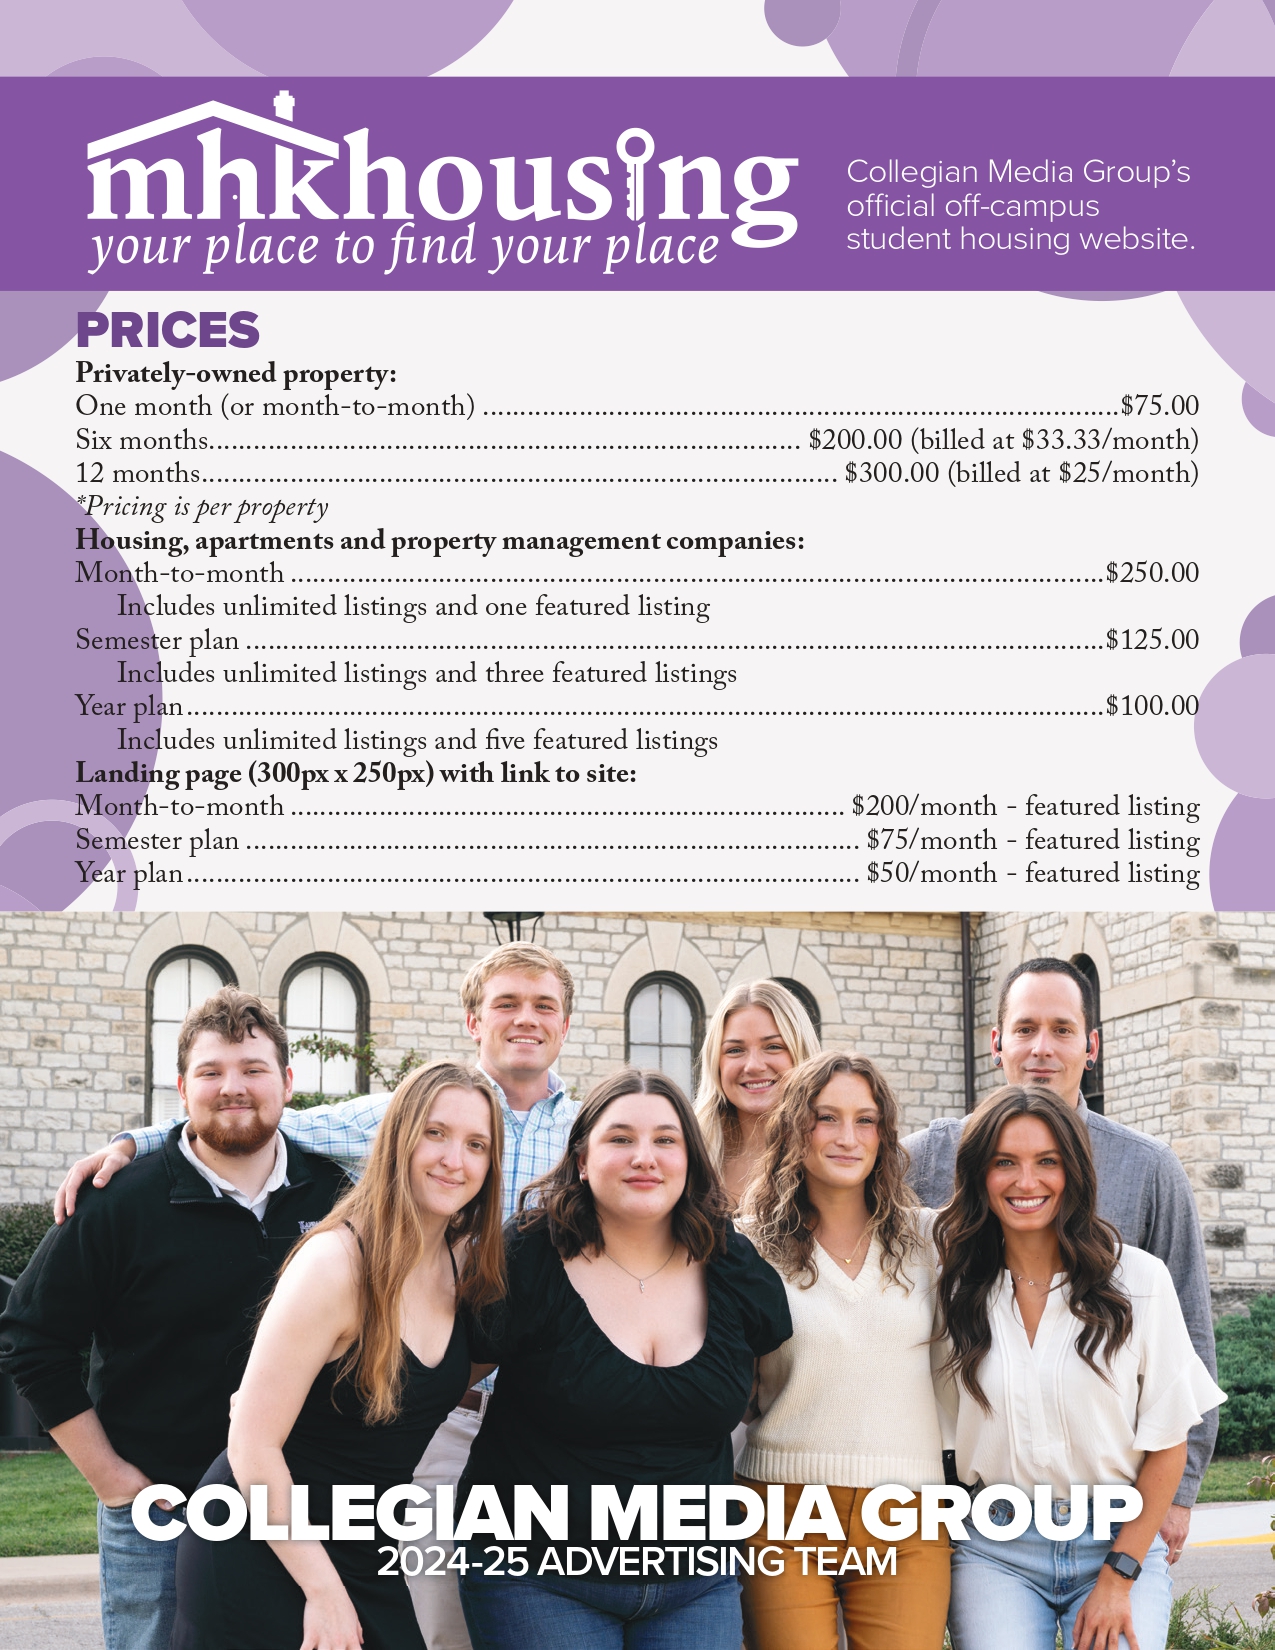 mhkhousing
your place to find your place
Collegian Media Group's
official off-campus
student housing website.
PRICES
Privately-owned property:
One month (or month-to-month) ........................................................................................$75.00
Six months.................................................................................. $200.00 (billed at $33.33/month)
12 months....................................................................................... $300.00 (billed at $25/month)
*Pricing is per property
Housing, apartments and property management companies:
Month-to-month ................................................................................................................$250.00
Includes unlimited listings and one featured listing
Semester plan ......................................................................................................................$125.00
Includes unlimited listings and three featured listings
Year plan..............................................................................................................................$100.00
Includes unlimited listings and five featured listings
Landing page (300px x 250px) with link to site:
Month-to-month ............................................................................ $200/month - featured listing
Semester plan .................................................................................... $75/month - featured listing
Year plan............................................................................................ $50/month - featured listing
COLLEGIAN MEDIA GROUP
2024-25 ADVERTISING TEAM